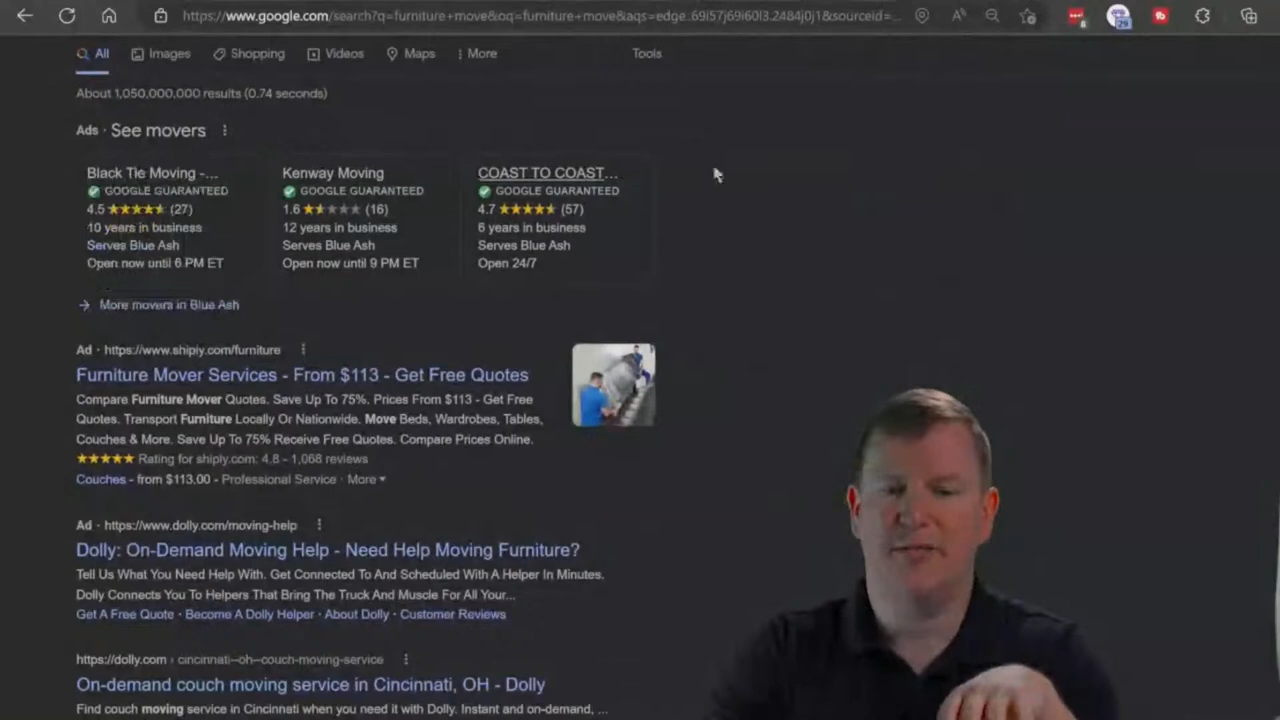 https://www.google.com/search?q=furniture+move&oq=furniture+move&aqs=edge..69i57j69i60l3.2484j0j1&sourceid=...
6
29
All Images Shopping Videos Maps More Tools
About 1,050,000,000 results (0.74 seconds)
Ads · See movers
Black Tie Moving -... Kenway Moving COAST TO COAST...
GOOGLE GUARANTEED GOOGLE GUARANTEED GOOGLE GUARANTEED
4.5 ★★★★★ (27) 1.6 ★★★★★ (16) 4.7 ★★★★★ (57)
10 years in business 12 years in business 6 years in business
Serves Blue Ash Serves Blue Ash Serves Blue Ash
Open now until 6 PM ET Open now until 9 PM ET Open 24/7
→ More movers in Blue Ash
Ad · https://www.shiply.com/furniture
Furniture Mover Services - From $113 - Get Free Quotes
Compare Furniture Mover Quotes. Save Up To 75%. Prices From $113 - Get Free
Quotes. Transport Furniture Locally Or Nationwide. Move Beds, Wardrobes, Tables,
Couches & More. Save Up To 75% Receive Free Quotes. Compare Prices Online.
★★★★★ Rating for shiply.com: 4.8 - 1,068 reviews
Couches - from $113.00 - Professional Service · More ▾
Ad · https://www.dolly.com/moving-help
Dolly: On-Demand Moving Help - Need Help Moving Furniture?
Tell Us What You Need Help With. Get Connected To And Scheduled With A Helper In Minutes.
Dolly Connects You To Helpers That Bring The Truck And Muscle For All Your...
Get A Free Quote · Become A Dolly Helper · About Dolly · Customer Reviews
https://dolly.com › cincinnati--oh--couch-moving-service
On-demand couch moving service in Cincinnati, OH - Dolly
Find couch moving service in Cincinnati when you need it with Dolly. Instant and on-demand, ...